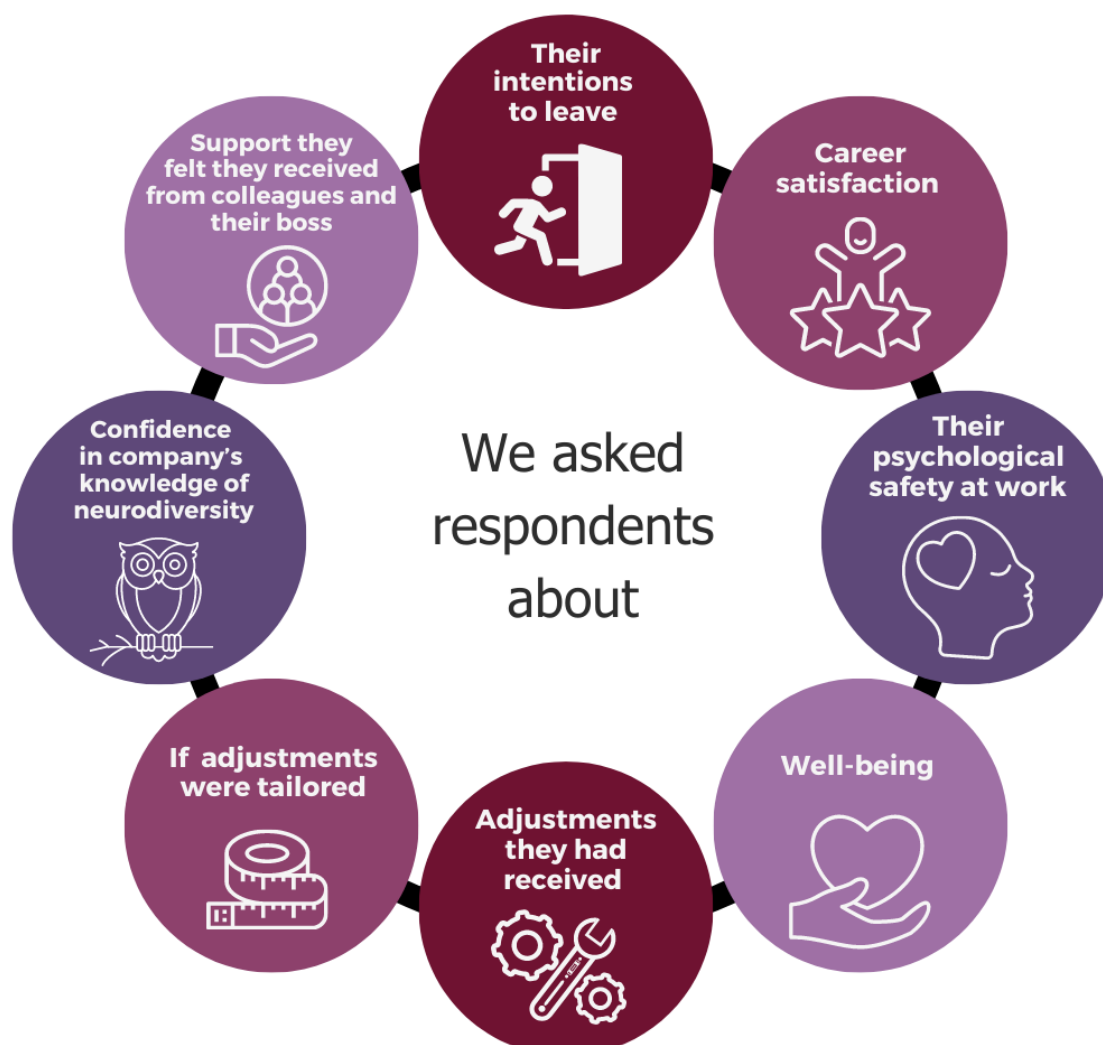 Their
intentions
to leave
Career
satisfaction
Their
psychological
safety at work
Well-being
Adjustments
they had
received
If adjustments
were tailored
Confidence
in company's
knowledge of
neurodiversity
Support they
felt they received
from colleagues and
their boss
We asked
respondents
about